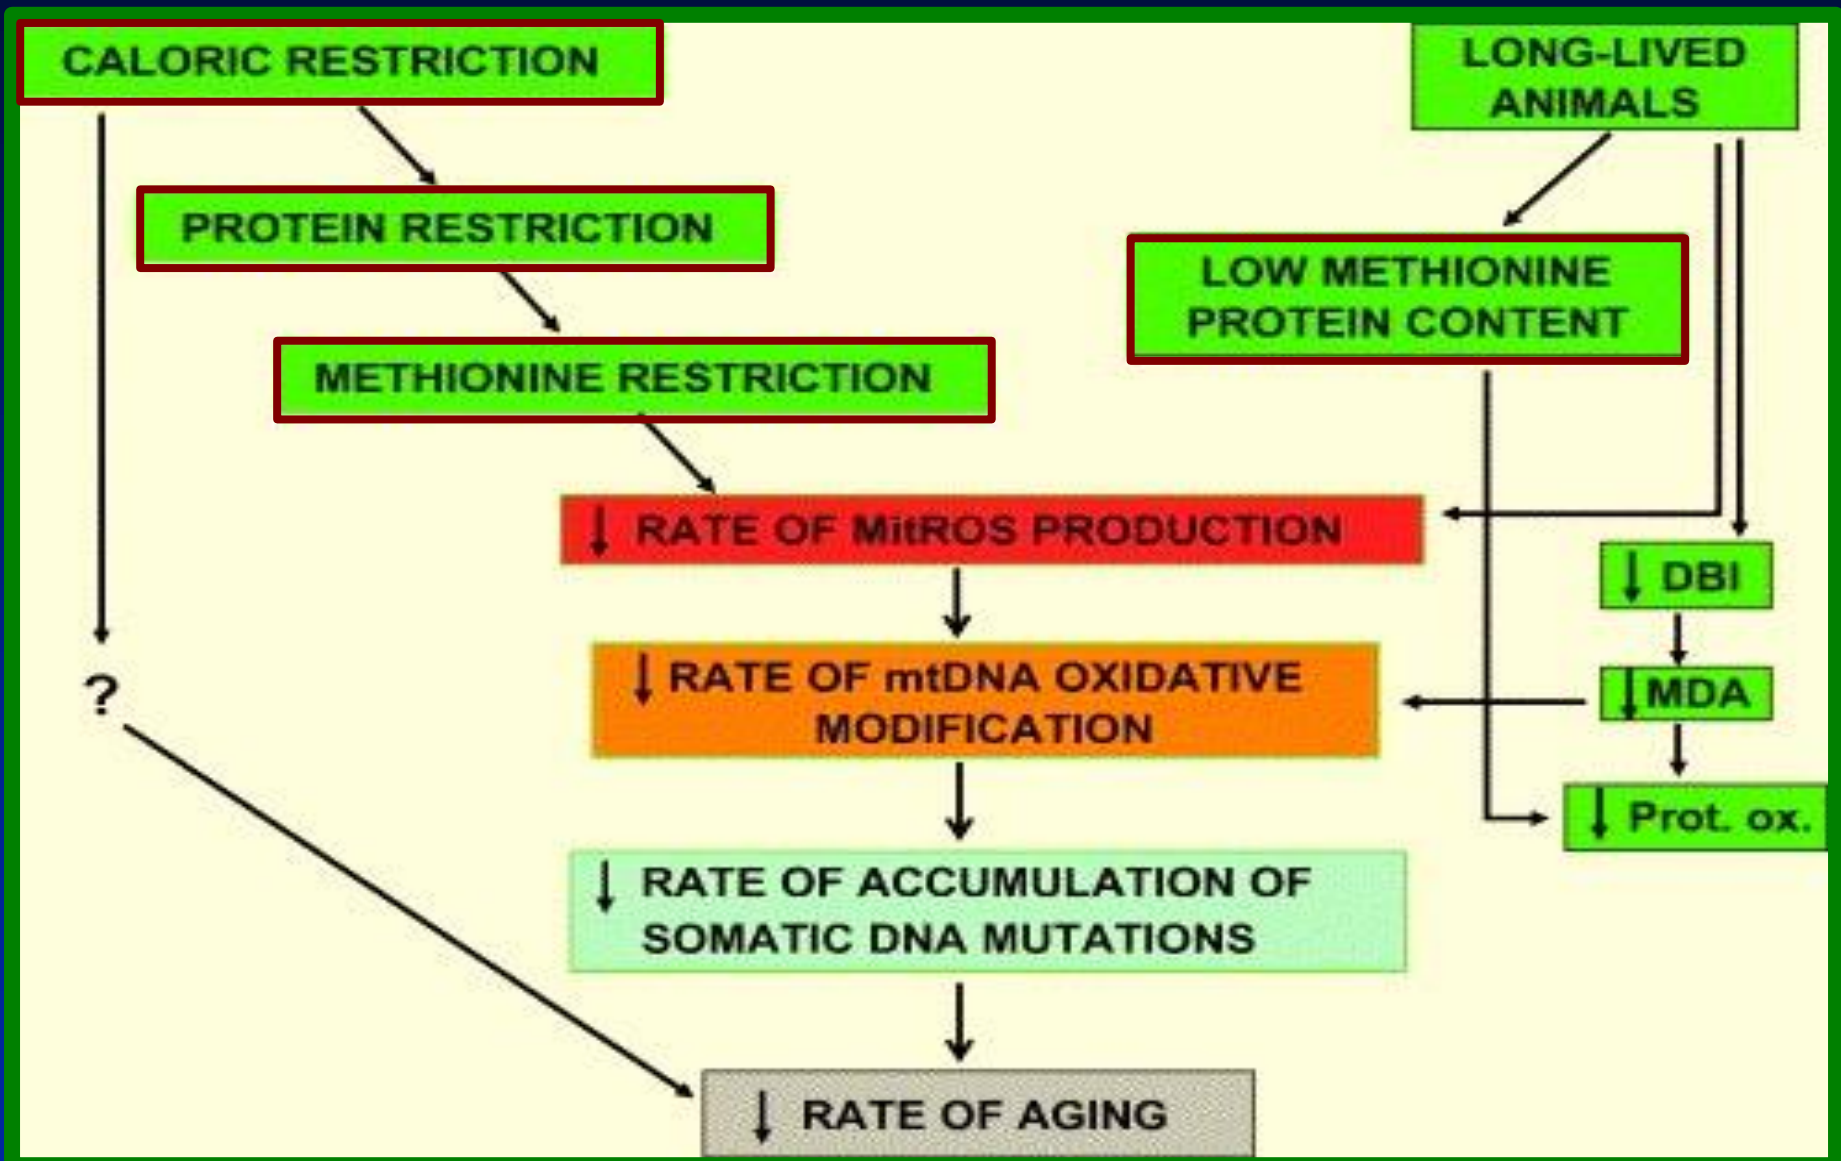 CALORIC RESTRICTION
LONG-LIVED
ANIMALS
PROTEIN RESTRICTION
LOW METHIONINE
PROTEIN CONTENT
METHIONINE RESTRICTION
↓ RATE OF MitROS PRODUCTION
↓ DBI
↓ RATE OF mtDNA OXIDATIVE
MODIFICATION
↓ MDA
?
↓ Prot. ox.
↓ RATE OF ACCUMULATION OF
SOMATIC DNA MUTATIONS
↓ RATE OF AGING